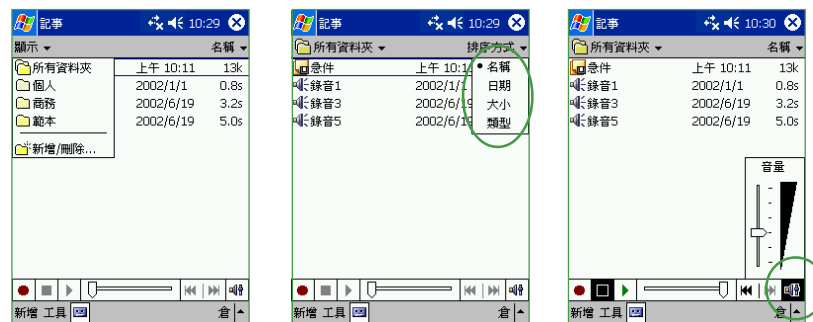 記事 10:29
顯示 名稱
所有資料夾 上午 10:11 13k
個人 2002/1/1 0.8s
商務 2002/6/19 3.2s
範本 2002/6/19 5.0s
新增/刪除...
新增 工具 倉
記事 10:29
所有資料夾 排序方式
急件 上午 10:1
錄音1 2002/1/1
錄音3 2002/6/19
錄音5 2002/6/19
名稱
日期
大小
類型
新增 工具 倉
記事 10:30
所有資料夾 名稱
急件 上午 10:11 13k
錄音1 2002/1/1 0.8s
錄音3 2002/6/19 3.2s
錄音5 2002/6/19 5.0s
音量
新增 工具 倉